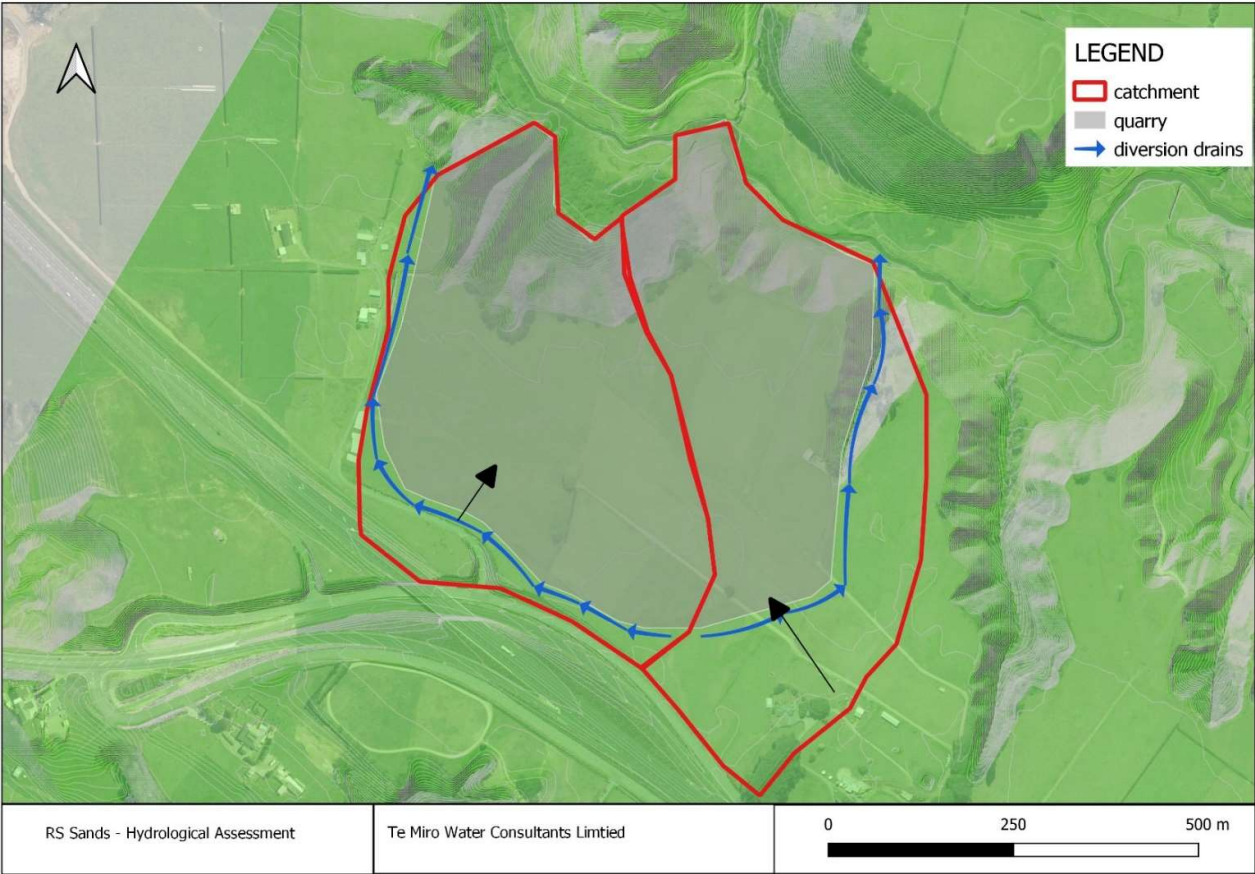 LEGEND
catchment
quarry
diversion drains
RS Sands - Hydrological Assessment
Te Miro Water Consultants Limtied
0 250 500 m